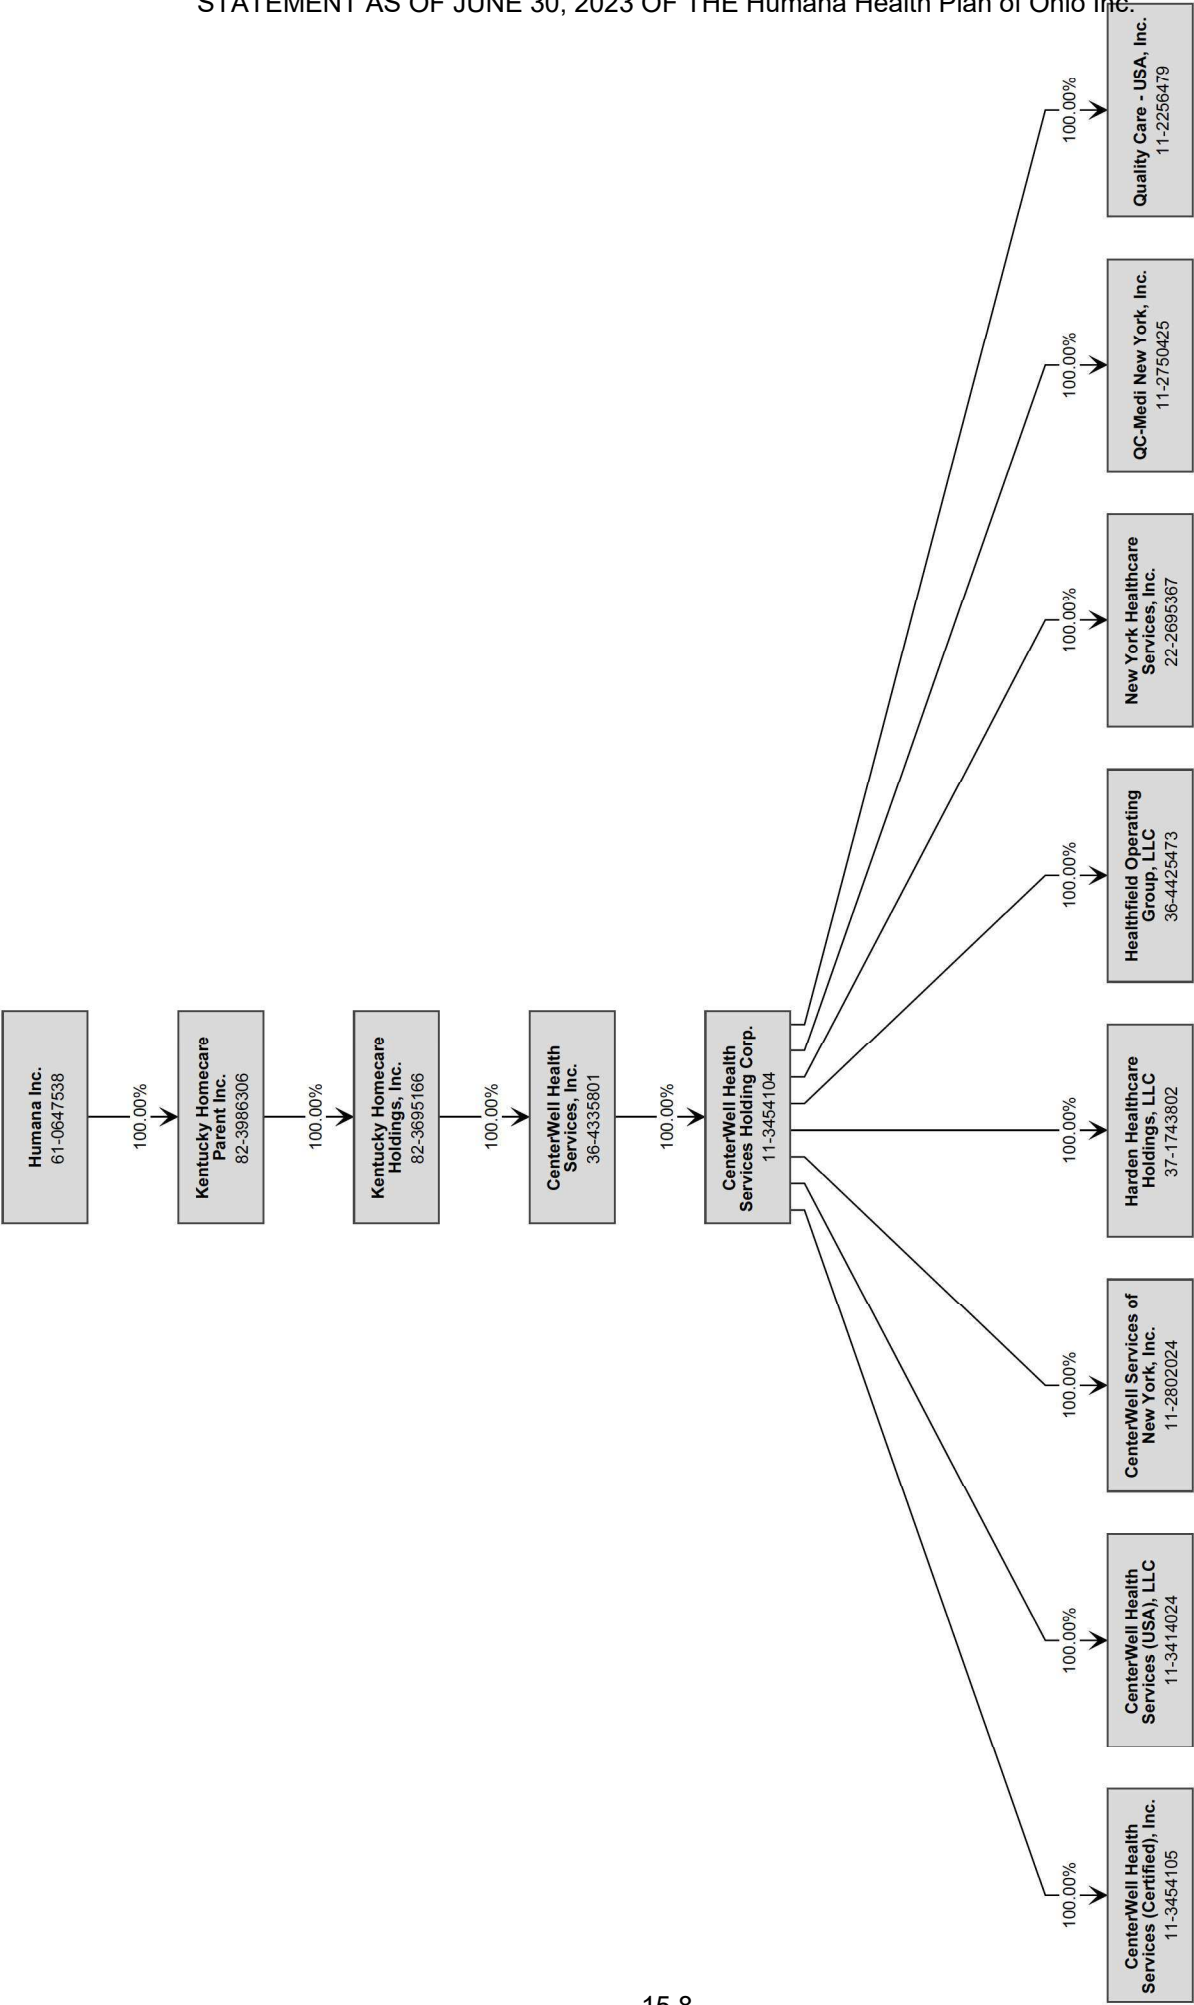 STATEMENT AS OF JUNE 30, 2023 OF THE Humana Health Plan of Ohio Inc.
Humana Inc.
61-0647538
100.00%
Kentucky Homecare
Parent Inc.
82-3986306
100.00%
Kentucky Homecare
Holdings, Inc.
82-3695166
100.00%
CenterWell Health
Services, Inc.
36-4335801
100.00%
CenterWell Health
Services Holding Corp.
11-3454104
100.00%
CenterWell Health
Services (Certified), Inc.
11-3454105
100.00%
CenterWell Health
Services (USA), LLC
11-3414024
100.00%
CenterWell Services of
New York, Inc.
11-2802024
100.00%
Harden Healthcare
Holdings, LLC
37-1743802
100.00%
Healthfield Operating
Group, LLC
36-4425473
100.00%
New York Healthcare
Services, Inc.
22-2695367
100.00%
QC-Medi New York, Inc.
11-2750425
100.00%
Quality Care - USA, Inc.
11-2256479
15.8